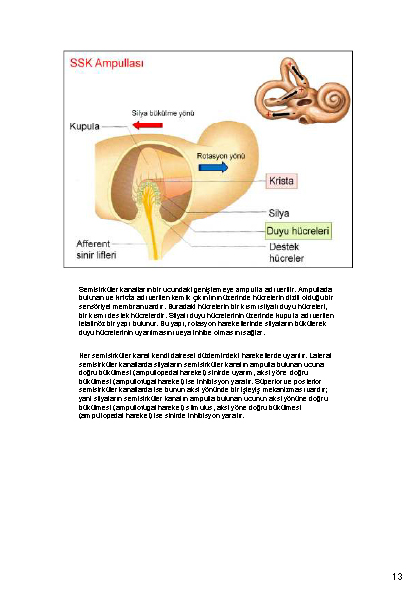 SSK Ampullası
Silya bükülme yönü
Kupula
Rotasyon yönü
Krista
Silya
Duyu hücreleri
Afferent
sinir lifleri
Destek
hücreler
Semisirküler kanalların bir ucundaki genişlemeye ampulla adı verilir. Ampullada
bulunan ve krista adı verilen kemik çıkıntının üzerinde hücrelerin dizili olduğu bir
sensöriyel membran vardır. Buradaki hücrelerin bir kısmı silyalı duyu hücreleri,
bir kısmı destek hücreleridir. Silyalı duyu hücrelerinin üzerinde kupula adı verilen
jelatinöz bir yapı bulunur. Bu yapı, rotasyon hareketlerinde silyaların bükülerek
duyu hücrelerinin uyarılmasını veya inhibe olmasını sağlar.
Her semisirküler kanal kendi dairesel düzlemindeki hareketlerde uyarılır. Lateral
semisirküler kanallarda silyaların semisirküler kanalın ampulla bulunan ucuna
doğru bükülmesi (ampullopedal hareket) sinirde uyarım, aksi yöne doğru
bükülmesi (ampullofugal hareket) ise inhibisyon yaratır. Süperior ve posterior
semisirküler kanallarda ise bunun aksi yönünde bir işleyiş mekanizması vardır;
yani silyaların semisirküler kanalın ampulla bulunan ucunun aksi yönüne doğru
bükülmesi (ampullofugal hareket) stimulus, aksi yöne doğru bükülmesi
(ampullopedal hareket) ise sinirde inhibisyon yaratır.
13